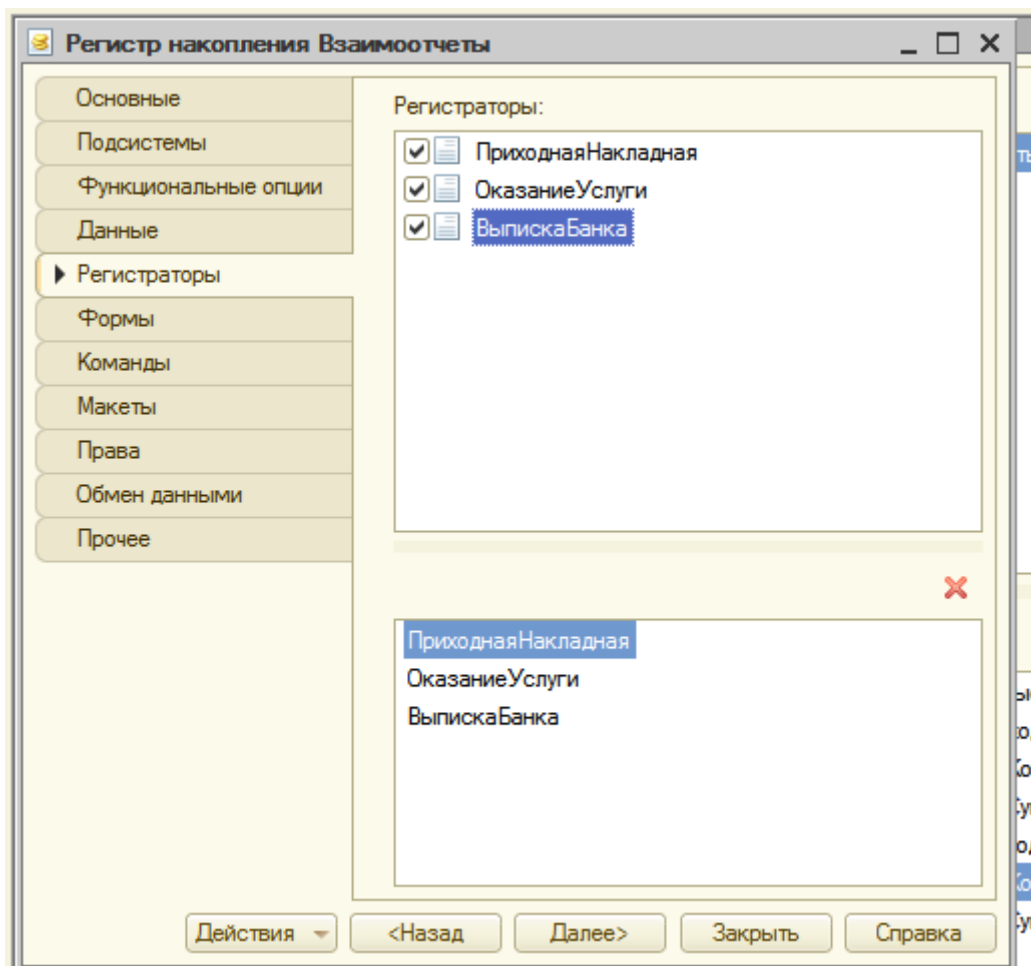 Регистр накопления Взаимоотчеты
Основные
Подсистемы
Функциональные опции
Данные
Регистраторы
Формы
Команды
Макеты
Права
Обмен данными
Прочее
Регистраторы:
ПриходнаяНакладная
ОказаниеУслуги
ВыпискаБанка
ПриходнаяНакладная
ОказаниеУслуги
ВыпискаБанка
Действия
<Назад
Далее>
Закрыть
Справка